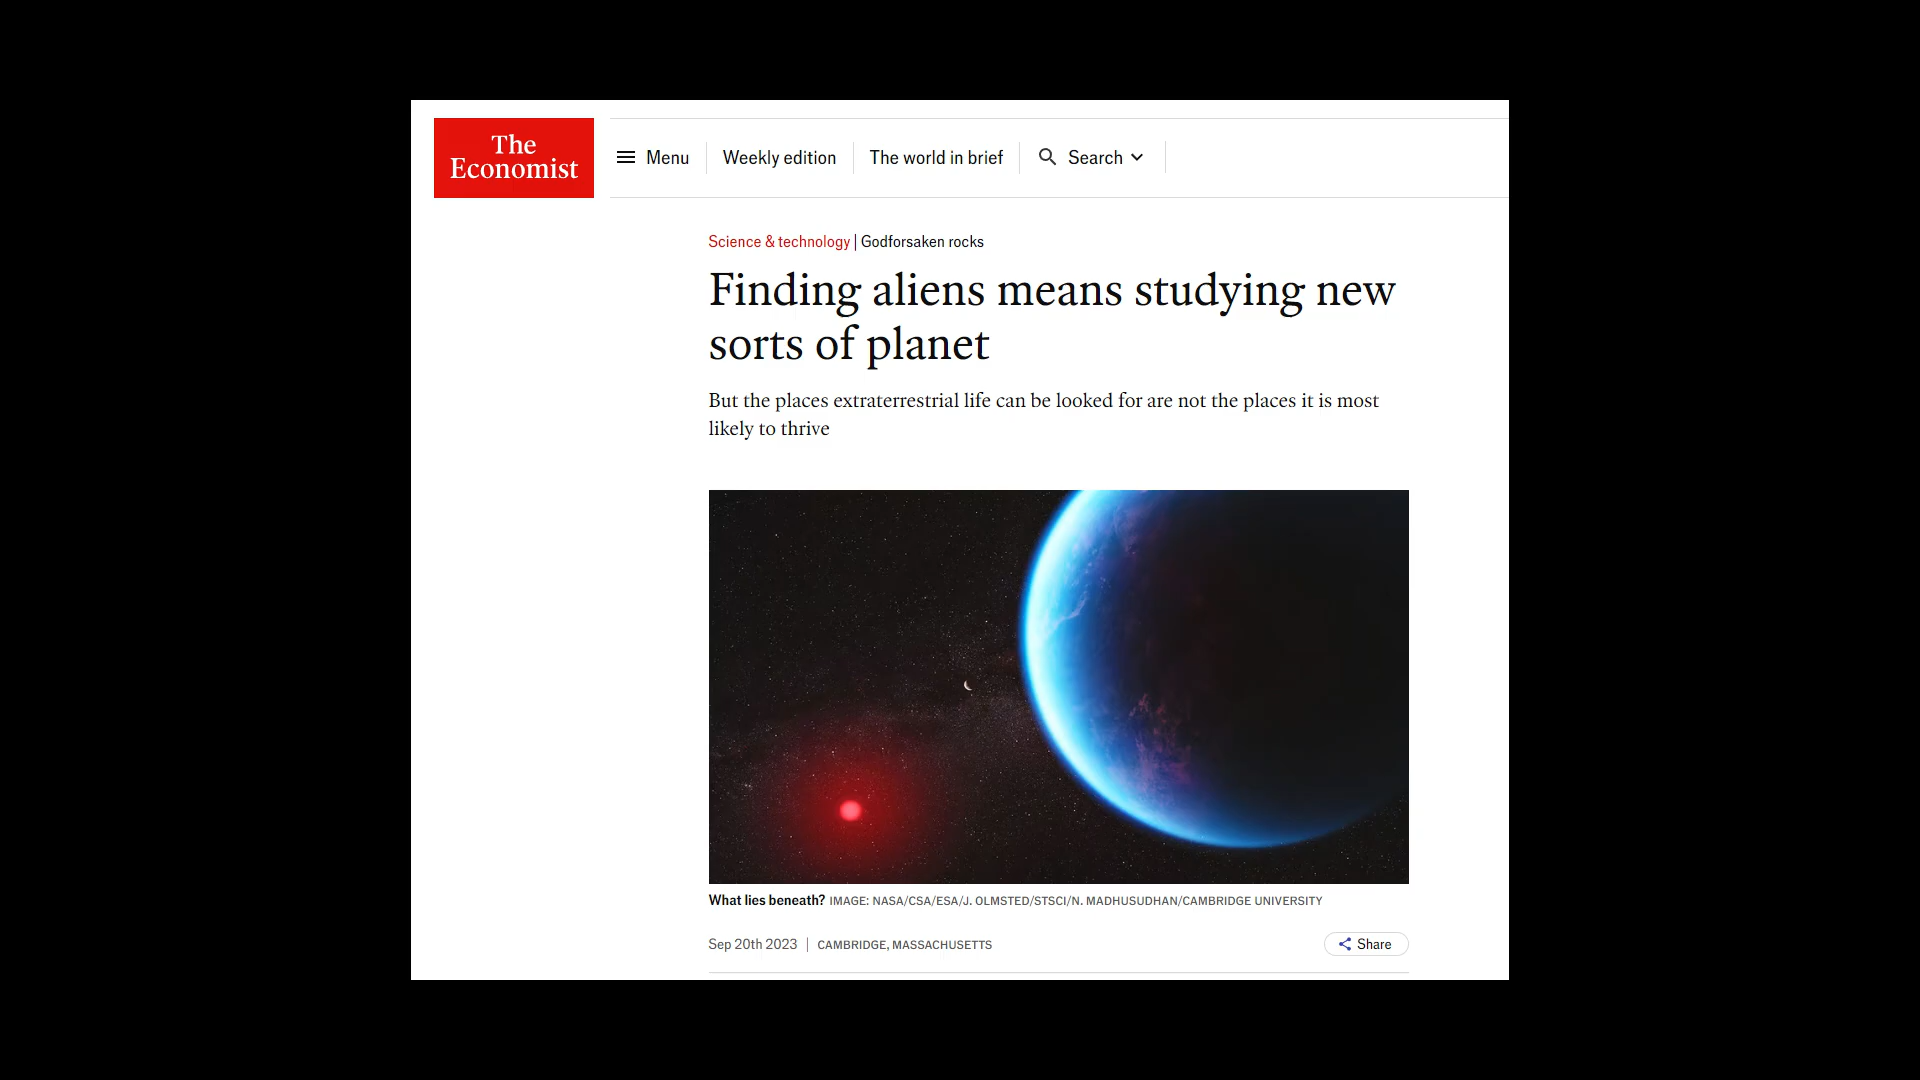 The
Economist
Menu
Weekly edition
The world in brief
Search
Science & technology | Godforsaken rocks
Finding aliens means studying new
sorts of planet
But the places extraterrestrial life can be looked for are not the places it is most
likely to thrive
What lies beneath? IMAGE: NASA/CSA/ESA/J. OLMSTED/STSCI/N. MADHUSUDHAN/CAMBRIDGE UNIVERSITY
Sep 20th 2023 | CAMBRIDGE, MASSACHUSETTS
Share